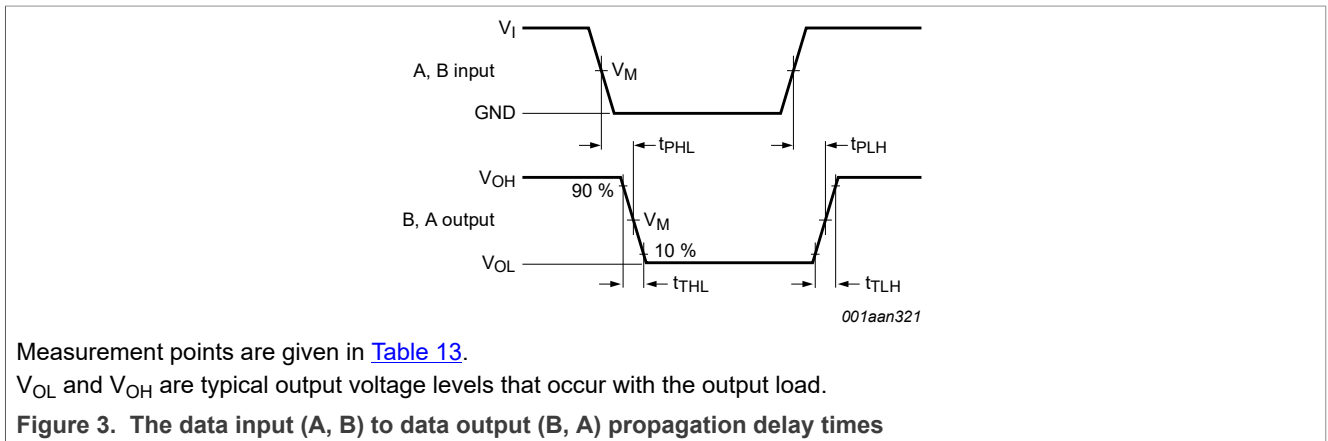 VI
A, B input
VM
GND
tPHL
tPLH
VOH
90 %
B, A output
VM
10 %
VOL
tTHL
tTLH
001aan321
Measurement points are given in Table 13.
VOL and VOH are typical output voltage levels that occur with the output load.
Figure 3. The data input (A, B) to data output (B, A) propagation delay times